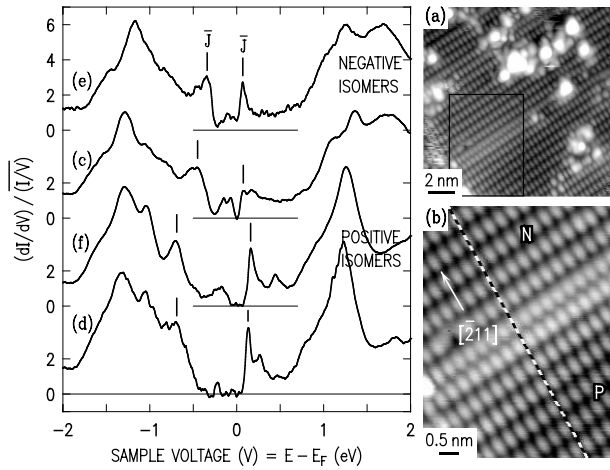 6
4
2
0
2
0
2
0
2
0
(e)
(c)
(f)
(d)
J̄
J̄
NEGATIVE
ISOMERS
POSITIVE
ISOMERS
(dI/dV) / (I/V)
−2
−1
0
1
2
SAMPLE VOLTAGE (V) = E−E_F (eV)
(a)
2 nm
(b)
N
[2̄11]
P
0.5 nm